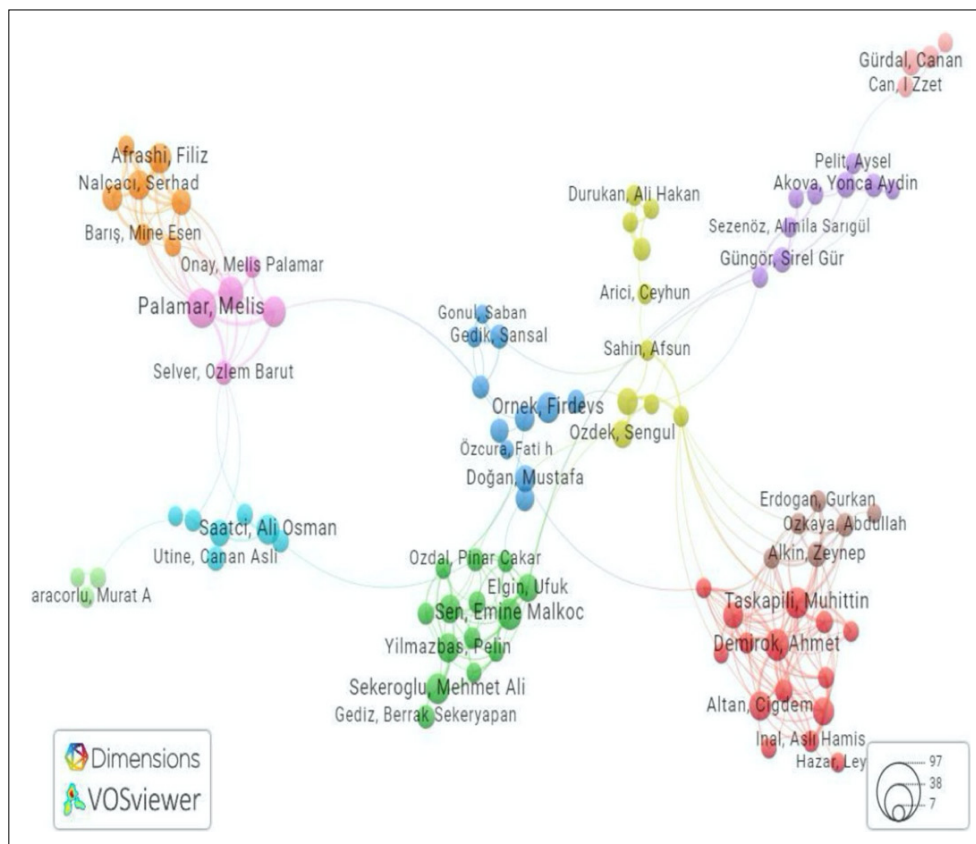 Gürdal, Canan
Can, I Zzet
Afrashi, Filiz
Pelit, Aysel
Nalçacı, Serhad
Akova, Yonca Aydin
Durukan, Ali Hakan
Barış, Mine Esen
Sezenöz, Almila Sarıgül
Onay, Melis Palamar
Güngör, Sirel Gür
Arici, Ceyhun
Palamar, Melis
Gonul, Saban
Gedik, Sansal
Sahin, Afsun
Selver, Ozlem Barut
Ornek, Firdevs
Ozdek, Sengul
Özcura, Fati h
Doğan, Mustafa
Erdogan, Gurkan
Saatci, Ali Osman
Ozkaya, Abdullah
Utine, Canan Asli
Ozdal, Pinar Cakar
Alkin, Zeynep
Elgin, Ufuk
aracorlu, Murat A
Taskapili, Muhittin
Sen, Emine Malkoc
Demirok, Ahmet
Yilmazbas, Pelin
Sekeroglu, Mehmet Ali
Altan, Cigdem
Gediz, Berrak Sekeryapan
Inal, Aslı Hamis
Hazar, Ley
Dimensions
VOSviewer
97
38
7